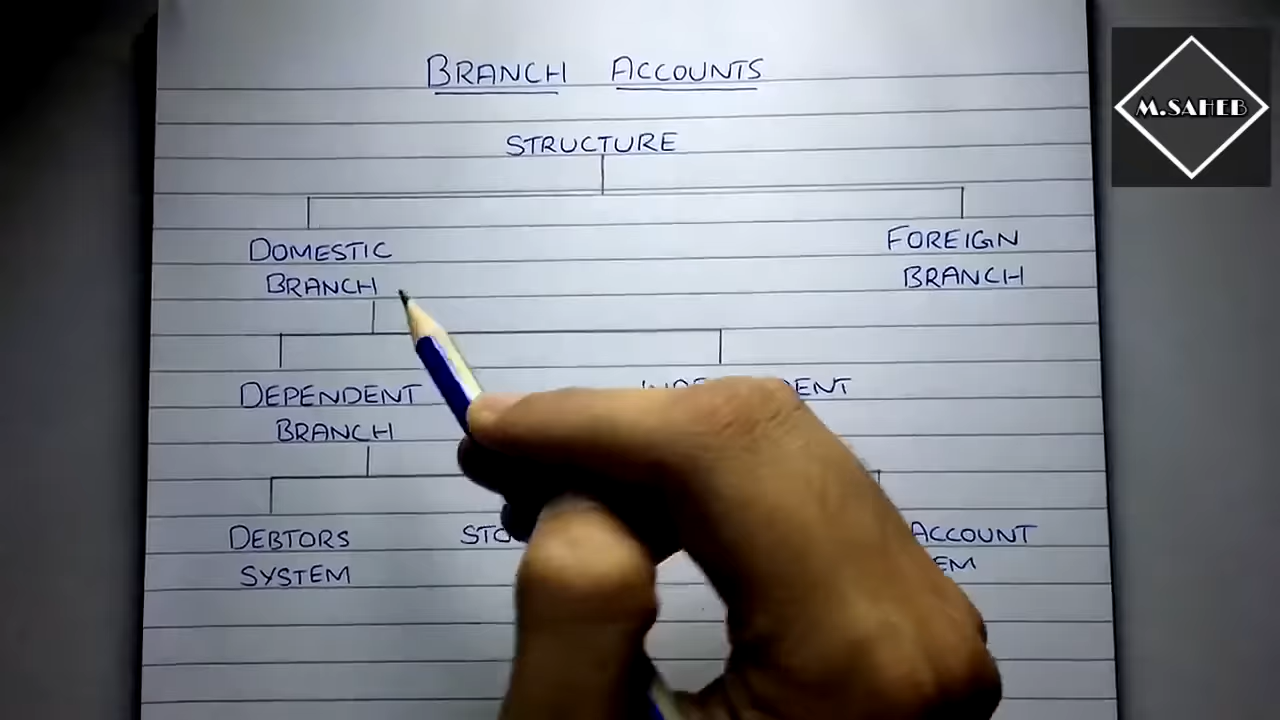 BRANCH ACCOUNTS
M.SAHEB
STRUCTURE
DOMESTIC
BRANCH
FOREIGN
BRANCH
DEPENDENT
BRANCH
DEBTORS
SYSTEM
ACCOUNT